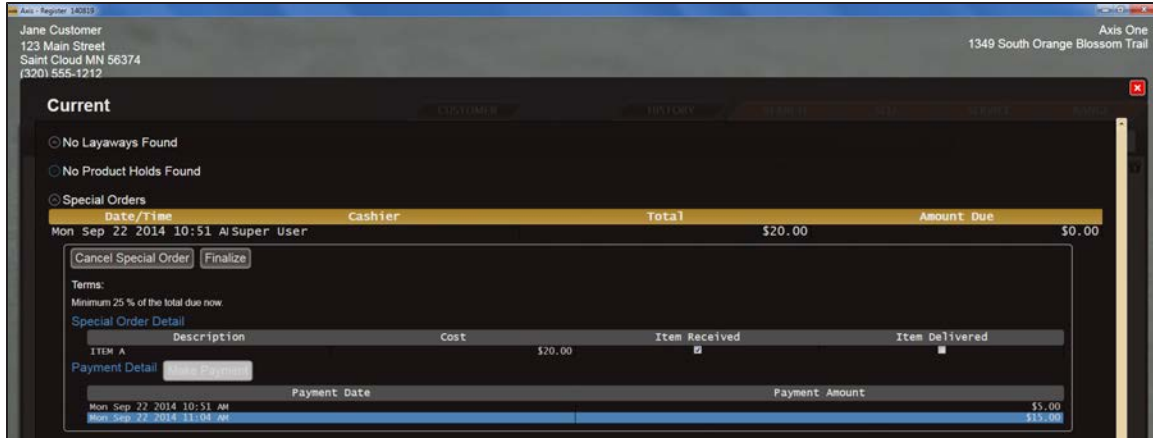 Axis - Register 140819
Jane Customer
123 Main Street
Saint Cloud MN 56374
(320) 555-1212
Axis One
1349 South Orange Blossom Trail
Current
CUSTOMER HISTORY SEARCH SELL SERVICE
No Layaways Found
No Product Holds Found
Special Orders
Date/Time Cashier Total Amount Due
Mon Sep 22 2014 10:51 AM Super User $20.00 $0.00
Cancel Special Order Finalize
Terms:
Minimum 25 % of the total due now.
Special Order Detail
Description Cost Item Received Item Delivered
ITEM A $20.00
Payment Detail Make Payment
Payment Date Payment Amount
Mon Sep 22 2014 10:51 AM $5.00
Mon Sep 22 2014 11:04 AM $15.00